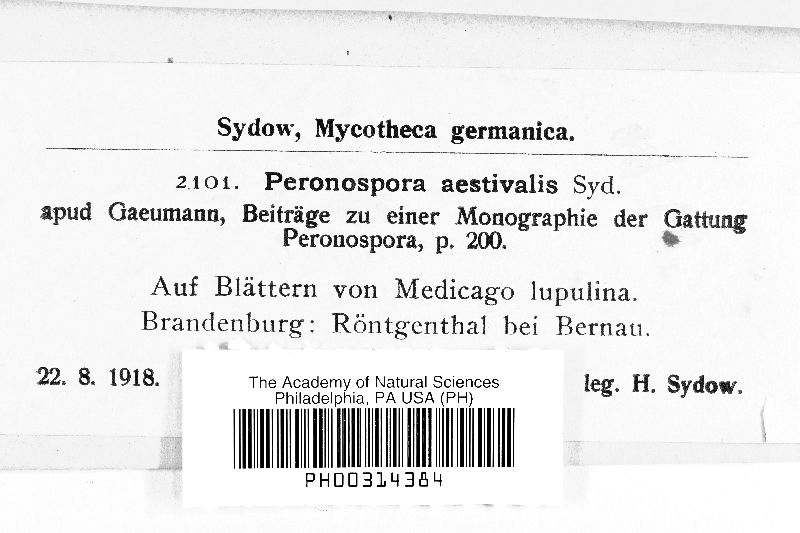 Sydow, Mycotheca germanica.
2101. Peronospora aestivalis Syd.
apud Gaeumann, Beiträge zu einer Monographie der Gattung
Peronospora, p. 200.
Auf Blättern von Medicago lupulina.
Brandenburg: Röntgenthal bei Bernau.
22. 8. 1918.
leg. H. Sydow.
The Academy of Natural Sciences
Philadelphia, PA USA (PH)
PH00314384